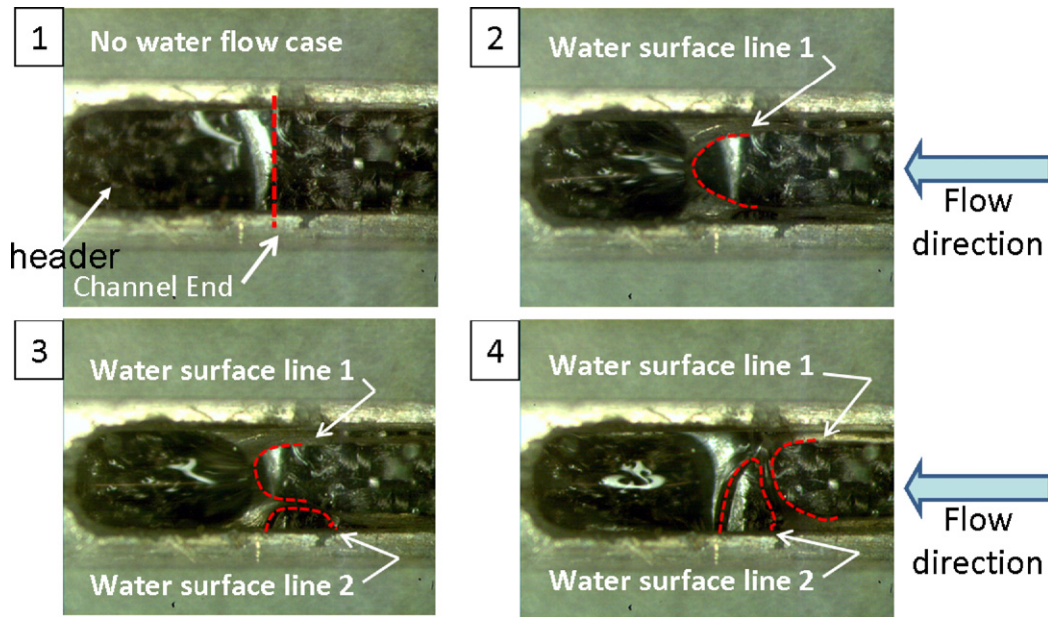 1
No water flow case
header
Channel End
2
Water surface line 1
Flow
direction
3
Water surface line 1
Water surface line 2
4
Water surface line 1
Water surface line 2
Flow
direction